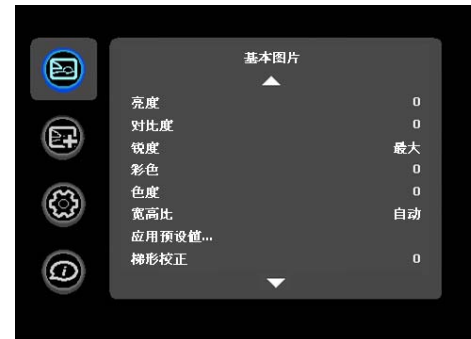 基本图片
亮度 0
对比度 0
锐度 最大
彩色 0
色度 0
宽高比 自动
应用预设值...
梯形校正 0